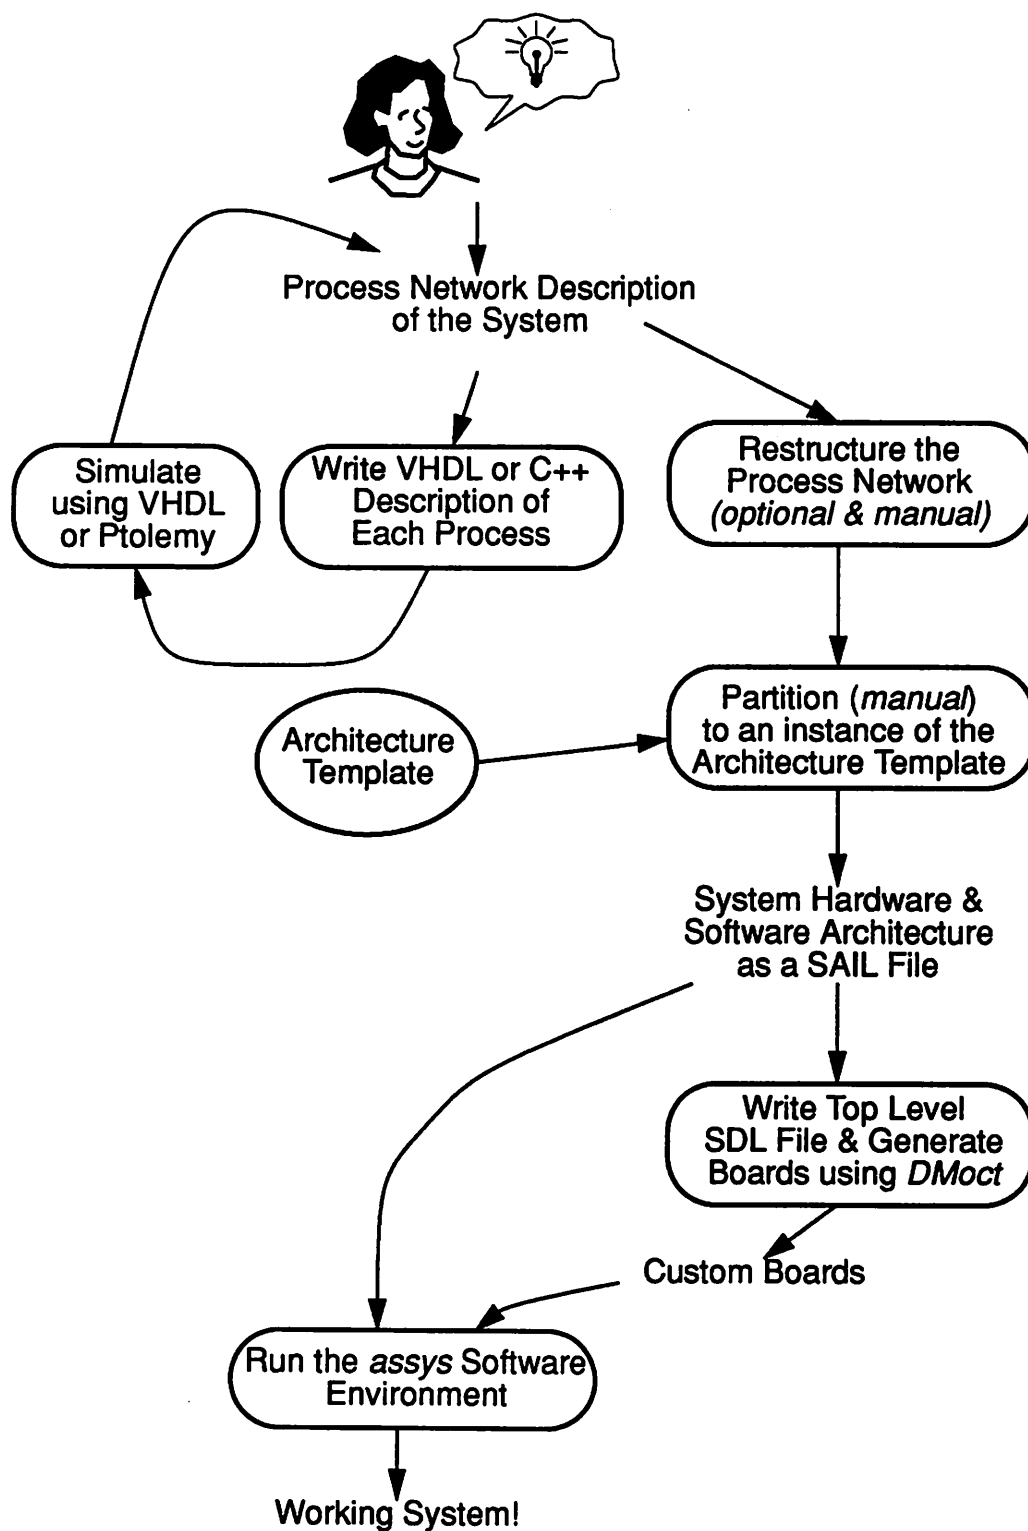 Process Network Description
of the System
Simulate
using VHDL
or Ptolemy
Write VHDL or C++
Description of
Each Process
Restructure the
Process Network
(optional & manual)
Architecture
Template
Partition (manual)
to an instance of the
Architecture Template
System Hardware &
Software Architecture
as a SAIL File
Write Top Level
SDL File & Generate
Boards using DMoct
Custom Boards
Run the assys Software
Environment
Working System!